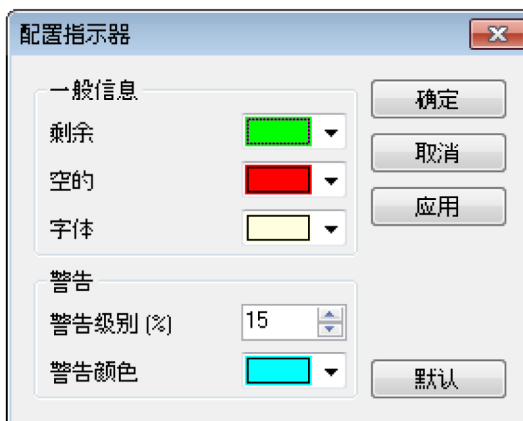 配置指示器
一般信息
剩余
空的
字体
确定
取消
应用
警告
警告级别 (%)
15
警告颜色
默认